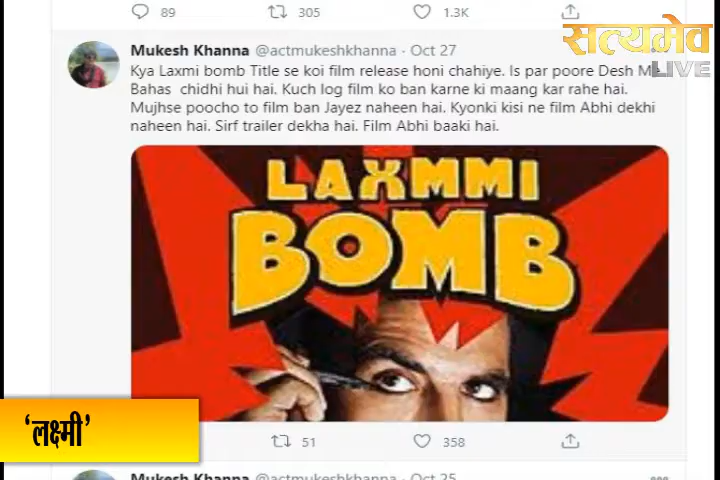 89 305 1.3K
सत्यमेव
LIVE
Mukesh Khanna @actmukeshkhanna · Oct 27
Kya Laxmi bomb Title se koi film release honi chahiye. Is par poore Desh Me
Bahas chidhi hui hai. Kuch log film ko ban karne ki maang kar rahe hai.
Mujhse poocho to film ban Jayez naheen hai. Kyonki kisi ne film Abhi dekhi
naheen hai. Sirf trailer dekha hai. Film Abhi baaki hai.
LAXMMI
BOMB
‘लक्ष्मी’
51 358
Mukesh Khanna @actmukeshkhanna · Oct 25